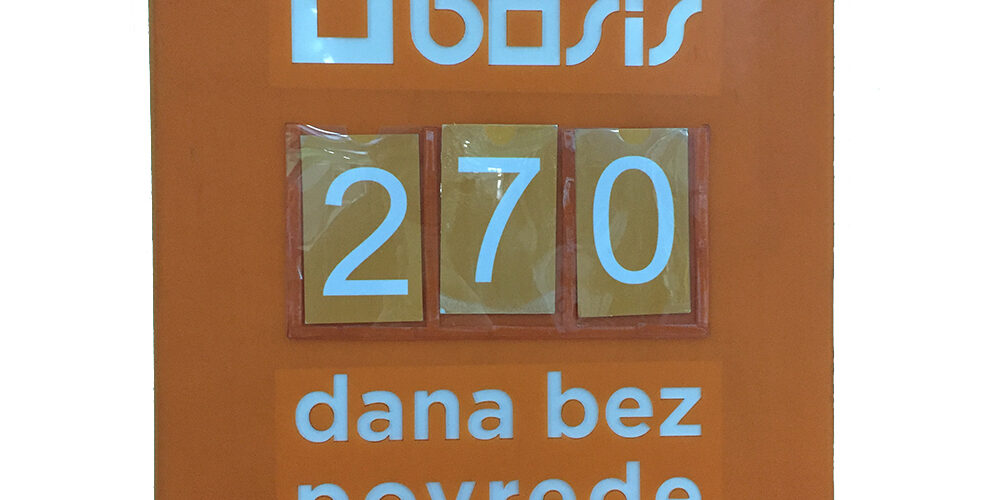 basis
270
dana bez
povrede